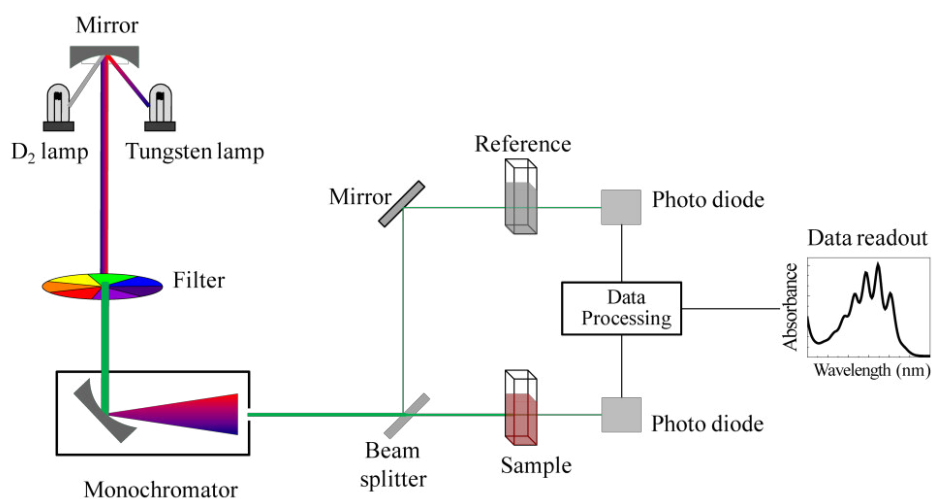 Mirror
D₂ lamp
Tungsten lamp
Filter
Monochromator
Mirror
Reference
Photo diode
Data
Processing
Beam
splitter
Sample
Photo diode
Data readout
Absorbance
Wavelength (nm)